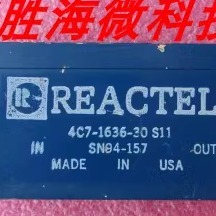 胜海微科技
REACTEL
4C7-1636-30 S11
IN SN94-157 OUT
MADE IN USA